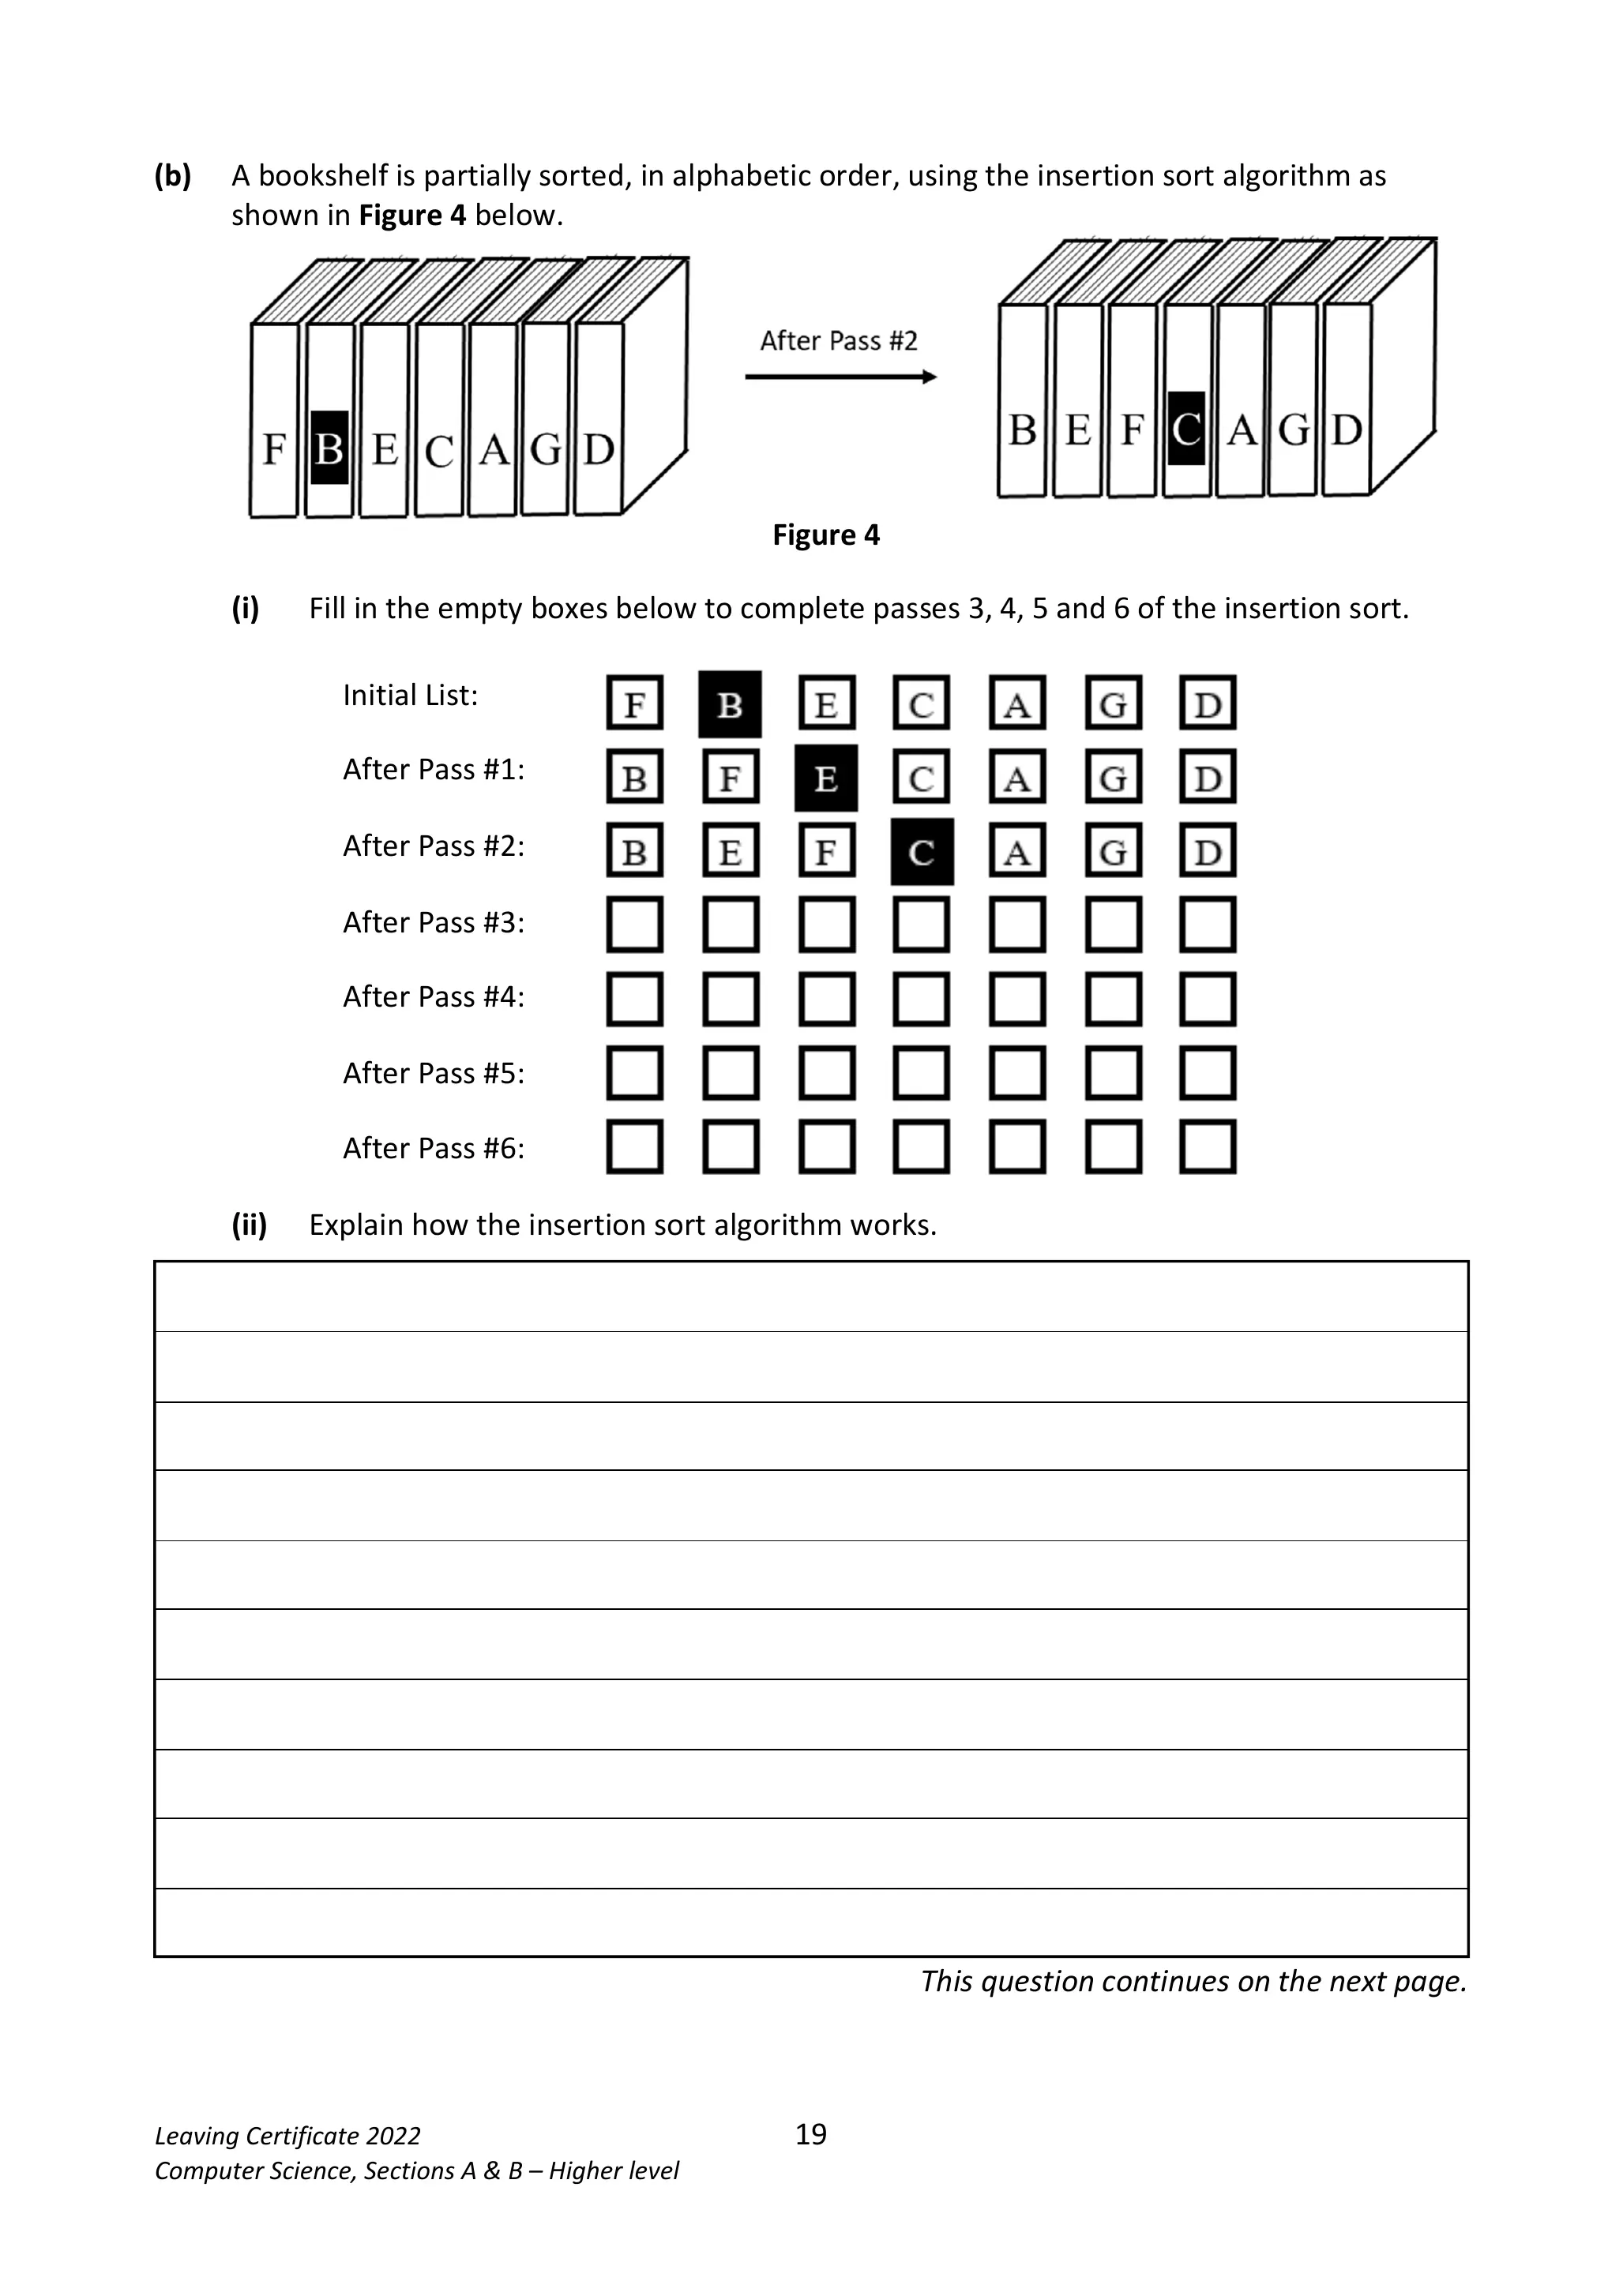 (b) A bookshelf is partially sorted, in alphabetic order, using the insertion sort algorithm as
shown in Figure 4 below.
F B E C A G D
After Pass #2
B E F C A G D
Figure 4
(i) Fill in the empty boxes below to complete passes 3, 4, 5 and 6 of the insertion sort.
Initial List: F B E C A G D
After Pass #1: B F E C A G D
After Pass #2: B E F C A G D
After Pass #3:
After Pass #4:
After Pass #5:
After Pass #6:
(ii) Explain how the insertion sort algorithm works.
This question continues on the next page.
Leaving Certificate 2022 19
Computer Science, Sections A & B – Higher level